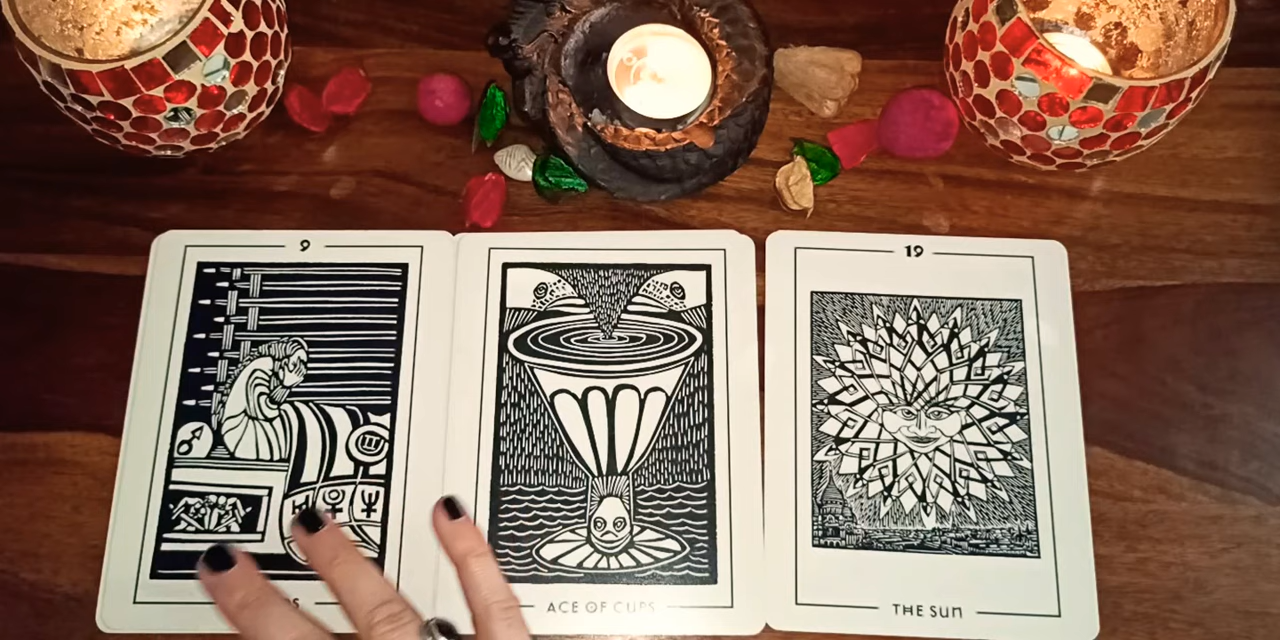 9
19
ACE OF CUPS
THE SUN